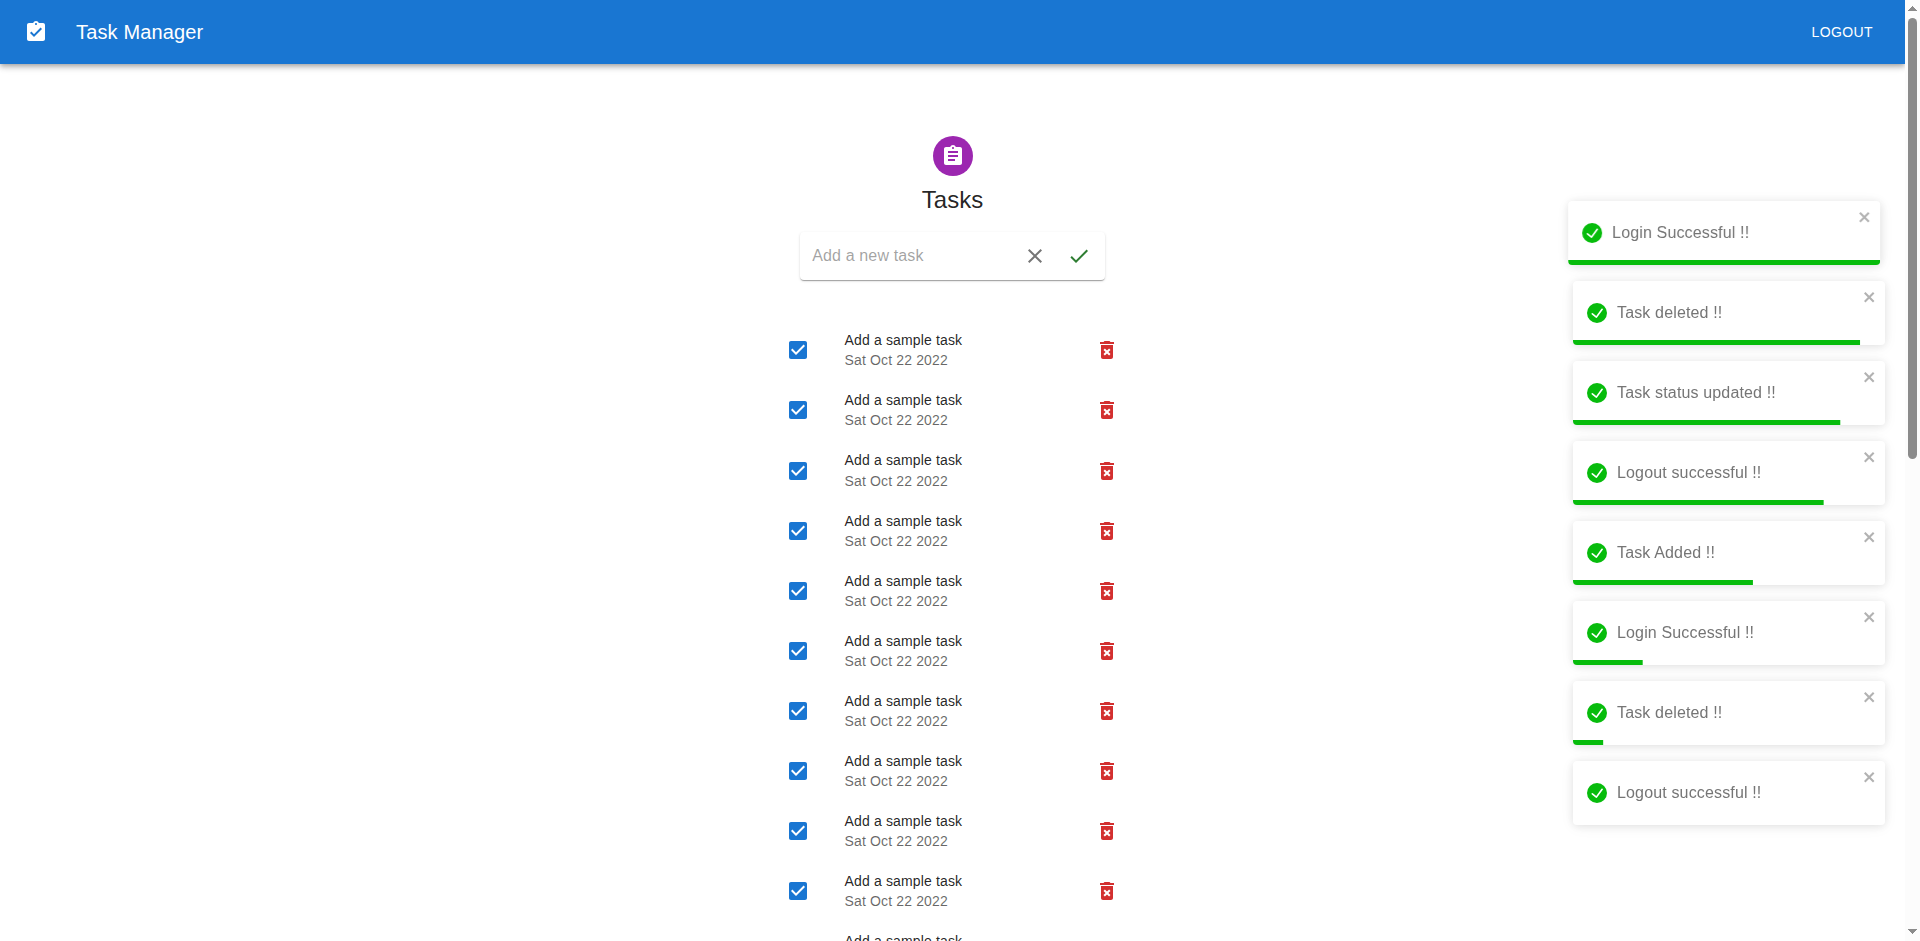 Task Manager
LOGOUT
Tasks
Add a new task
Add a sample task
Sat Oct 22 2022
Add a sample task
Sat Oct 22 2022
Add a sample task
Sat Oct 22 2022
Add a sample task
Sat Oct 22 2022
Add a sample task
Sat Oct 22 2022
Add a sample task
Sat Oct 22 2022
Add a sample task
Sat Oct 22 2022
Add a sample task
Sat Oct 22 2022
Add a sample task
Sat Oct 22 2022
Add a sample task
Sat Oct 22 2022
Add a sample task
Login Successful !!
Task deleted !!
Task status updated !!
Logout successful !!
Task Added !!
Login Successful !!
Task deleted !!
Logout successful !!